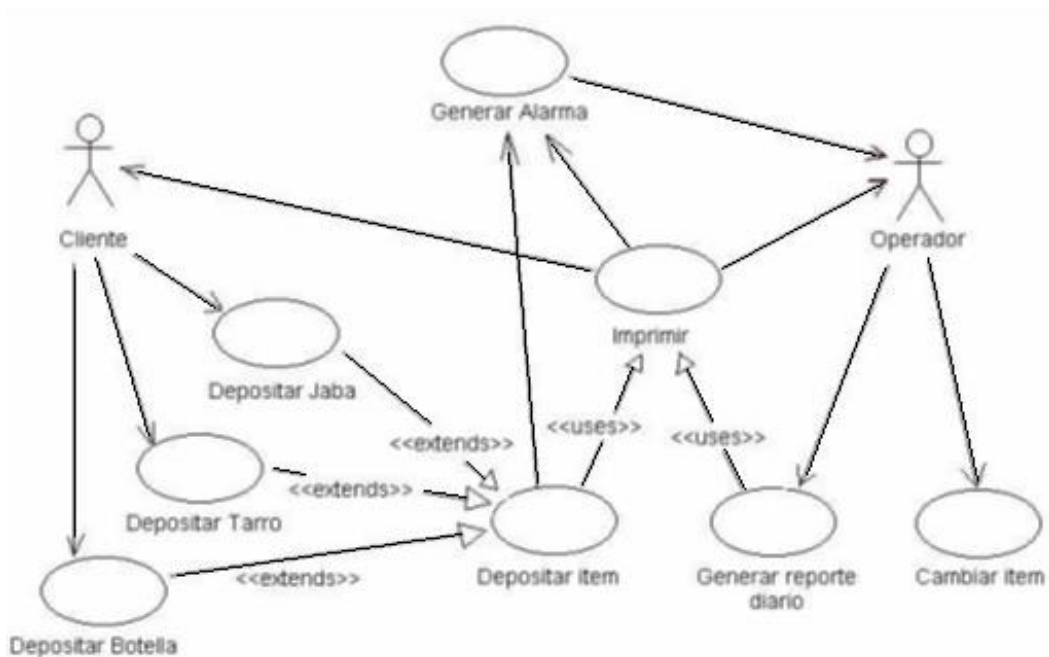 Generar Alarma
Cliente
Operador
Imprimir
Depositar Jaba
<<extends>>
<<uses>>
<<uses>>
<<extends>>
Depositar Tarro
<<extends>>
Depositar item
Generar reporte
diario
Cambiar item
Depositar Botella